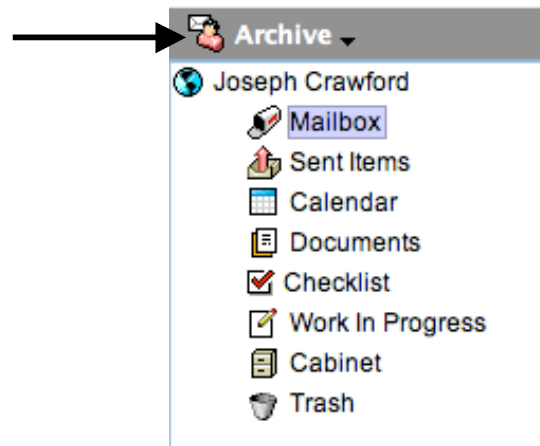 Archive
Joseph Crawford
Mailbox
Sent Items
Calendar
Documents
Checklist
Work In Progress
Cabinet
Trash